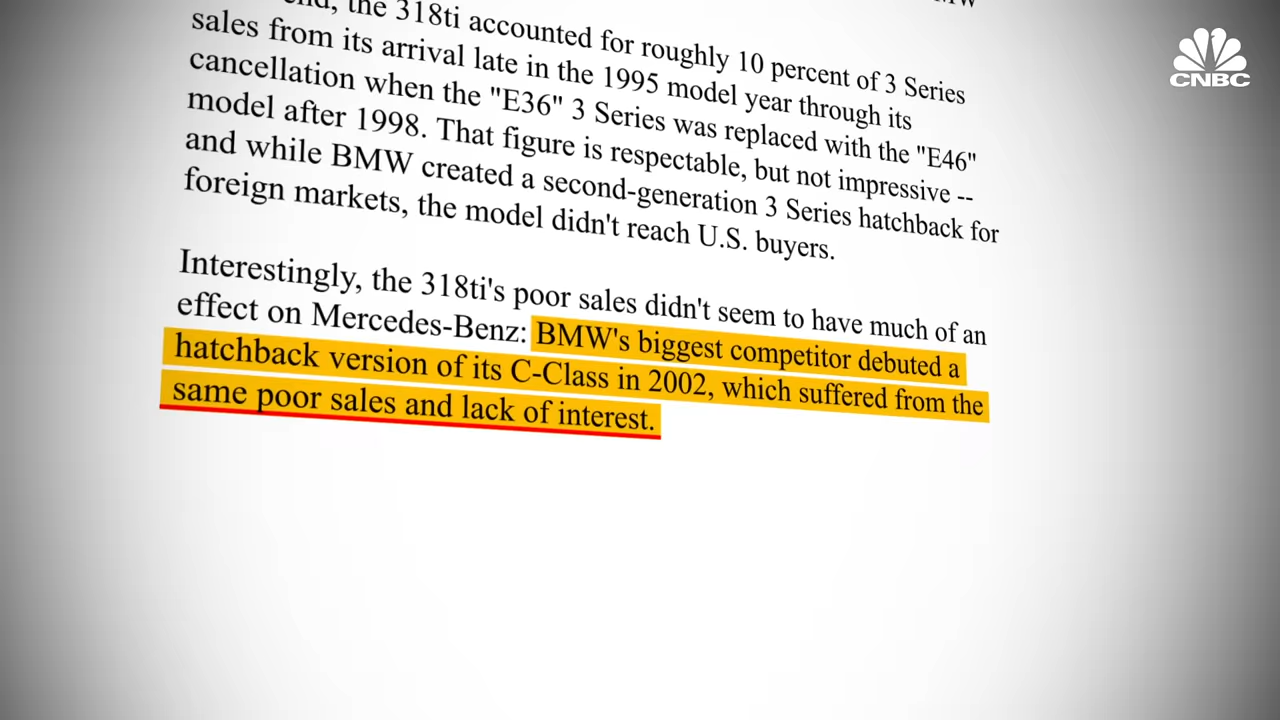 the 318ti accounted for roughly 10 percent of 3 Series
sales from its arrival late in the 1995 model year through its
cancellation when the "E36" 3 Series was replaced with the "E46"
model after 1998. That figure is respectable, but not impressive --
and while BMW created a second-generation 3 Series hatchback for
foreign markets, the model didn't reach U.S. buyers.
Interestingly, the 318ti's poor sales didn't seem to have much of an
effect on Mercedes-Benz: BMW's biggest competitor debuted a
hatchback version of its C-Class in 2002, which suffered from the
same poor sales and lack of interest.
CNBC